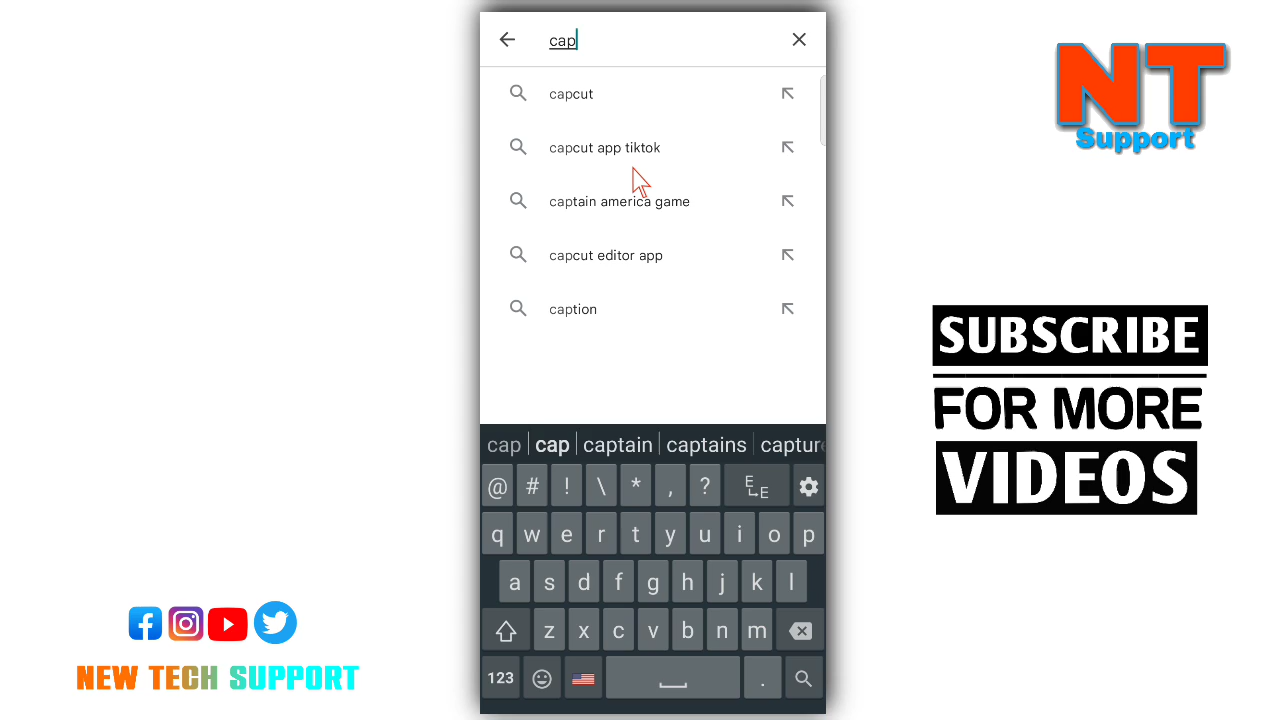 cap
capcut
capcut app tiktok
captain america game
capcut editor app
caption
cap cap captain captains capture
@ # ! \ * , ? E E
q w e r t y u i o p
a s d f g h j k l
z x c v b n m
123 .
NT
Support
SUBSCRIBE
FOR MORE
VIDEOS
NEW TECH SUPPORT